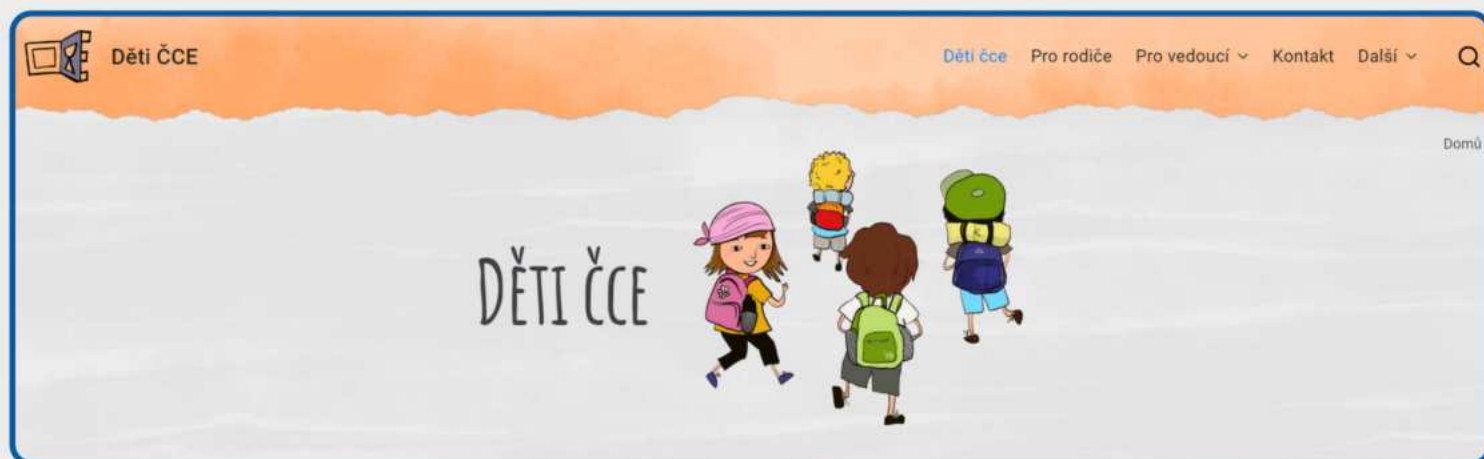 Děti ČCE
Děti čce
Pro rodiče
Pro vedoucí
Kontakt
Další
Domů
DĚTI ČCE